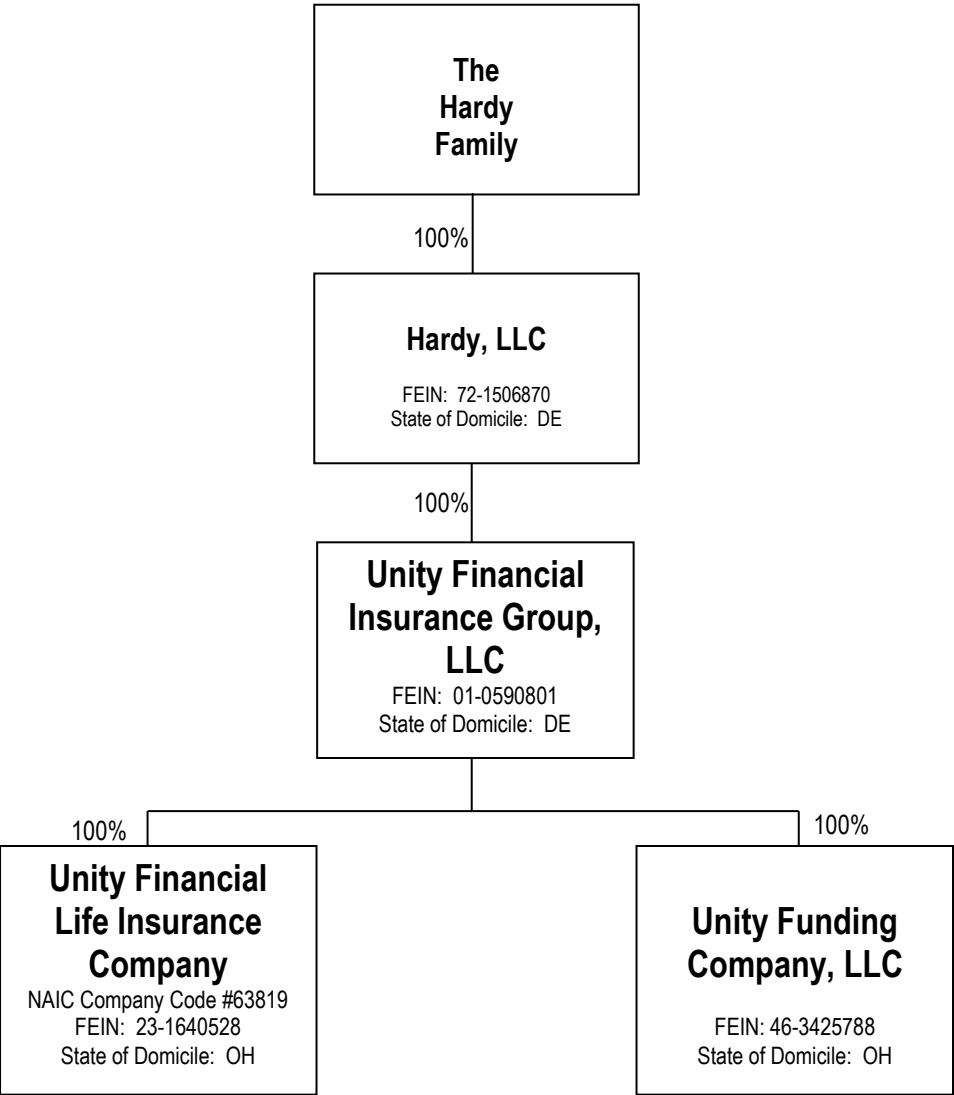 The
Hardy
Family
100%
Hardy, LLC
FEIN: 72-1506870
State of Domicile: DE
100%
Unity Financial
Insurance Group,
LLC
FEIN: 01-0590801
State of Domicile: DE
100%
Unity Financial
Life Insurance
Company
NAIC Company Code #63819
FEIN: 23-1640528
State of Domicile: OH
100%
Unity Funding
Company, LLC
FEIN: 46-3425788
State of Domicile: OH